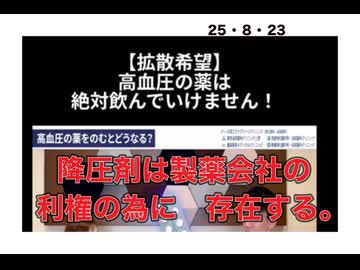 25・8・23
【拡散希望】
高血圧の薬は
絶対飲んでいけません！
高血圧の薬をのむとどうなる？
降圧剤は製薬会社の
利権の為に 存在する。